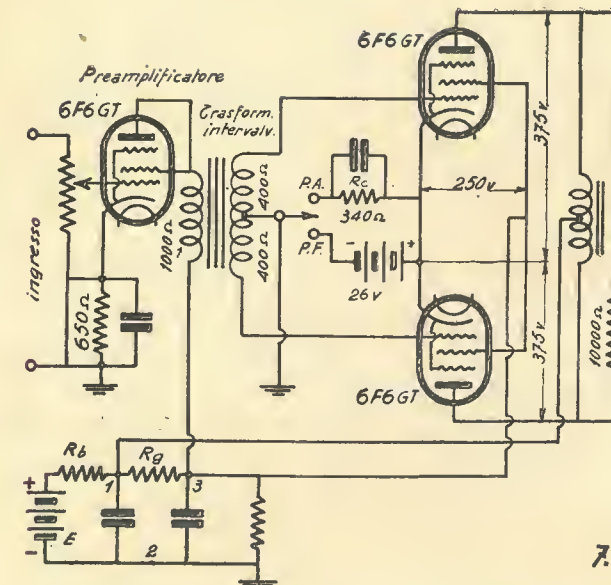 6F6GT
Preamplificatore
6F6GT
Trasform.
intervalv.
ingresso
1000Ω
400Ω
400Ω
P.A.
Rc
340Ω
P.F.
- +
26v
250v
375v
375v
10000Ω
650Ω
6F6GT
Rb
Rg
1
3
+
E
-
2
7.